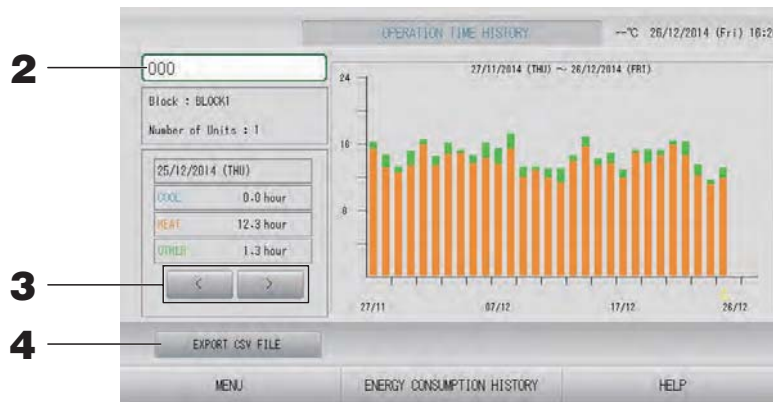 OPERATION TIME HISTORY
--°C 26/12/2014 (Fri) 16:2
2
000
Block : BLOCK1
Number of Units : 1
25/12/2014 (THU)
COOL 0.0 hour
HEAT 12.3 hour
OTHER 1.3 hour
3
< >
4
EXPORT CSV FILE
27/11/2014 (THU) ~ 26/12/2014 (FRI)
24
16
8
27/11 07/12 17/12 26/12
MENU ENERGY CONSUMPTION HISTORY HELP